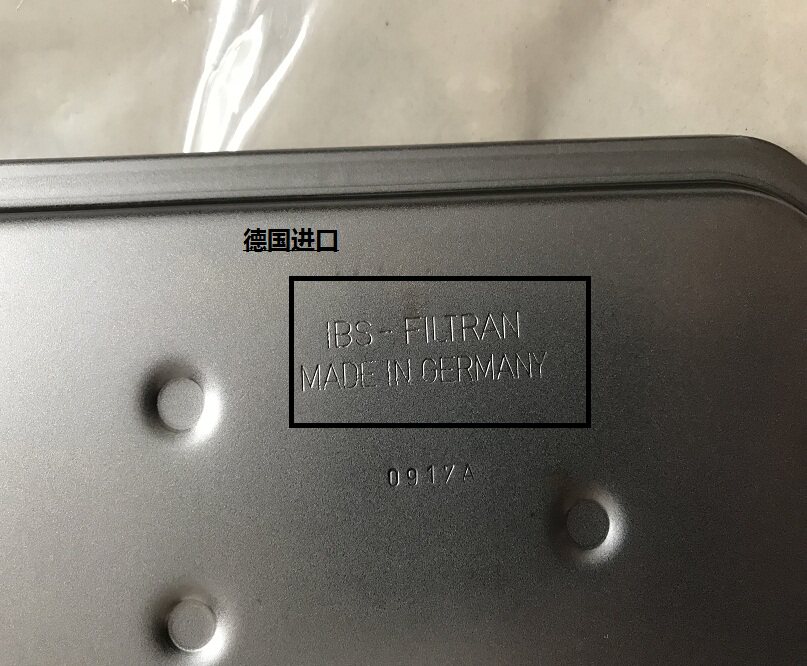 德国进口
IBS - FILTRAN
MADE IN GERMANY
0917A